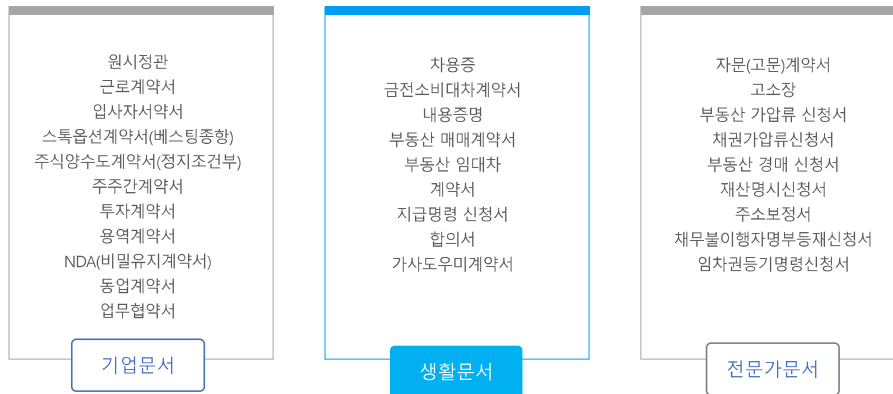 원시정관
근로계약서
입사자서약서
스톡옵션계약서(베스팅종항)
주식양수도계약서(정지조건부)
주주간계약서
투자계약서
용역계약서
NDA(비밀유지계약서)
동업계약서
업무협약서
기업문서
차용증
금전소비대차계약서
내용증명
부동산 매매계약서
부동산 임대차
계약서
지급명령 신청서
합의서
가사도우미계약서
생활문서
자문(고문)계약서
고소장
부동산 가압류 신청서
채권가압류신청서
부동산 경매 신청서
재산명시신청서
주소보정서
채무불이행자명부등재신청서
임차권등기명령신청서
전문가문서